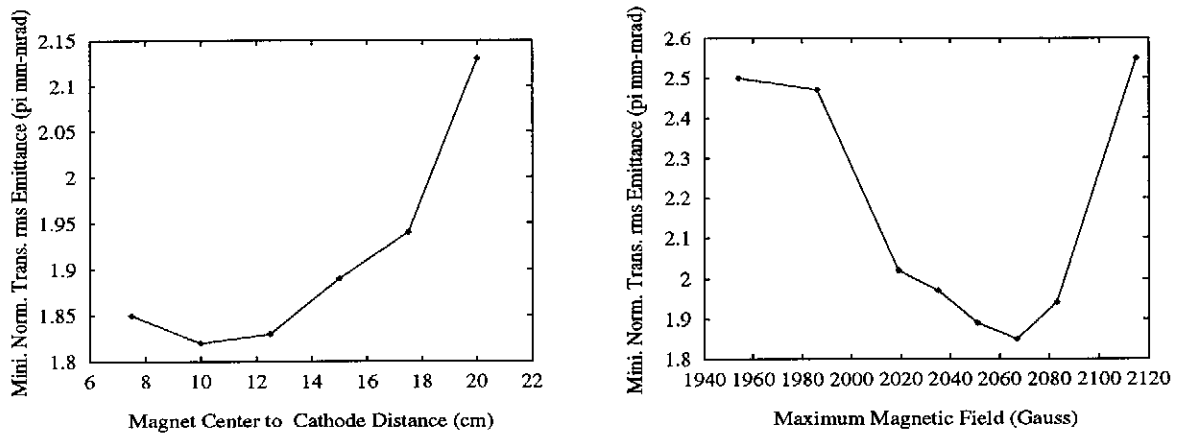 Mini. Norm. Trans. rms Emittance (pi mm-mrad)
2.15
2.1
2.05
2
1.95
1.9
1.85
1.8
6 8 10 12 14 16 18 20 22
Magnet Center to Cathode Distance (cm)
Mini. Norm. Trans. rms Emittance (pi mm-mrad)
2.6
2.5
2.4
2.3
2.2
2.1
2
1.9
1.8
1940 1960 1980 2000 2020 2040 2060 2080 2100 2120
Maximum Magnetic Field (Gauss)